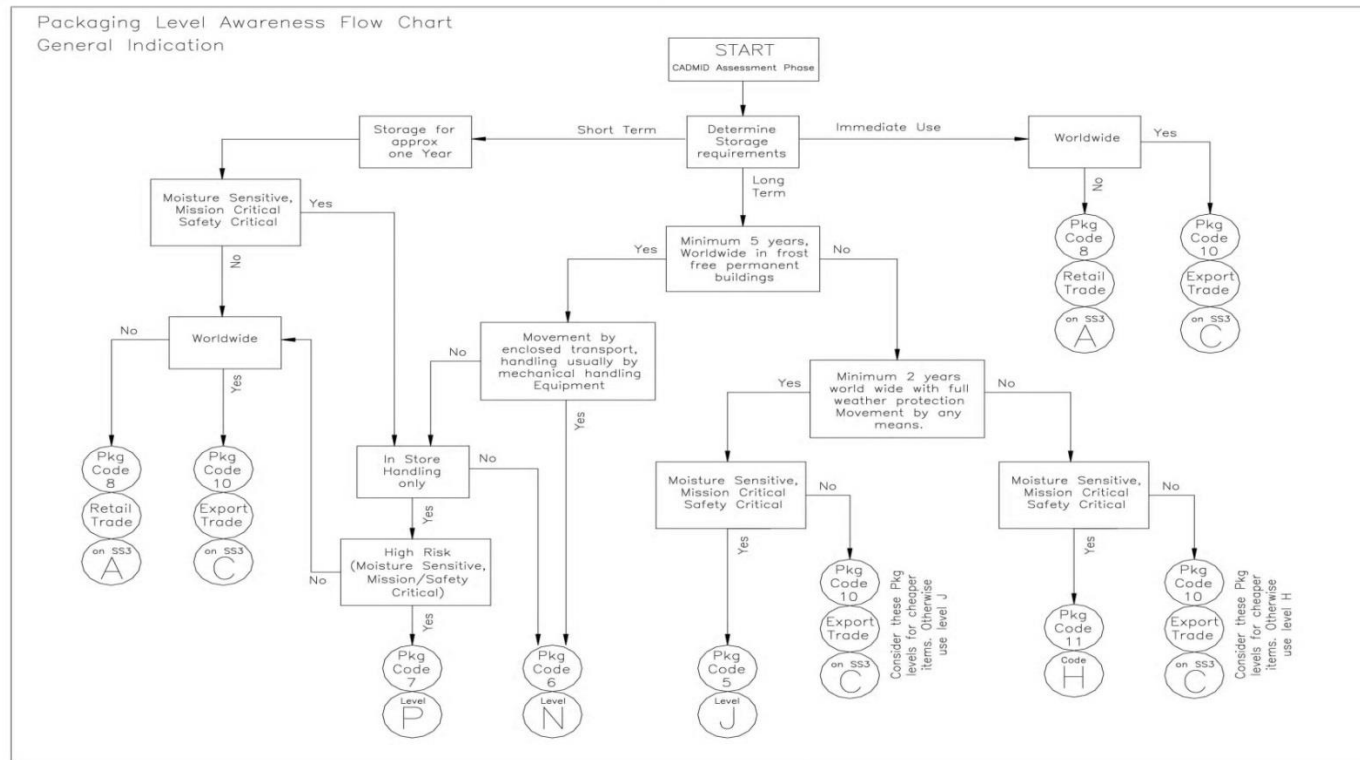 Packaging Level Awareness Flow Chart
General Indication
START
CADMID Assessment Phase
Short Term
Determine
Storage
requirements
Immediate Use
Long
Term
Storage for
approx
one Year
Worldwide
Yes
No
Pkg
Code
8
Retail
Trade
on SS3
A
Pkg
Code
10
Export
Trade
on SS3
C
Moisture Sensitive,
Mission Critical
Safety Critical
Yes
No
Minimum 5 years,
Worldwide in frost
free permanent
buildings
Yes
No
Worldwide
No
Yes
Movement by
enclosed transport,
handling usually by
mechanical handling
Equipment
No
Yes
Minimum 2 years
world wide with full
weather protection
Movement by any
means.
Yes
No
Pkg
Code
8
Retail
Trade
on SS3
A
Pkg
Code
10
Export
Trade
on SS3
C
In Store
Handling
only
No
Yes
High Risk
(Moisture Sensitive,
Mission/Safety
Critical)
No
Yes
Pkg
Code
7
Level
P
Pkg
Code
6
Level
N
Moisture Sensitive,
Mission Critical
Safety Critical
No
Yes
Pkg
Code
5
Level
J
Pkg
Code
10
Export
Trade
on SS3
C
Consider these Pkg
levels for cheaper
items. Otherwise
use level J
Moisture Sensitive,
Mission Critical
Safety Critical
No
Yes
Pkg
Code
11
Code
H
Pkg
Code
10
Export
Trade
on SS3
C
Consider these Pkg
levels for cheaper
items. Otherwise
use level H